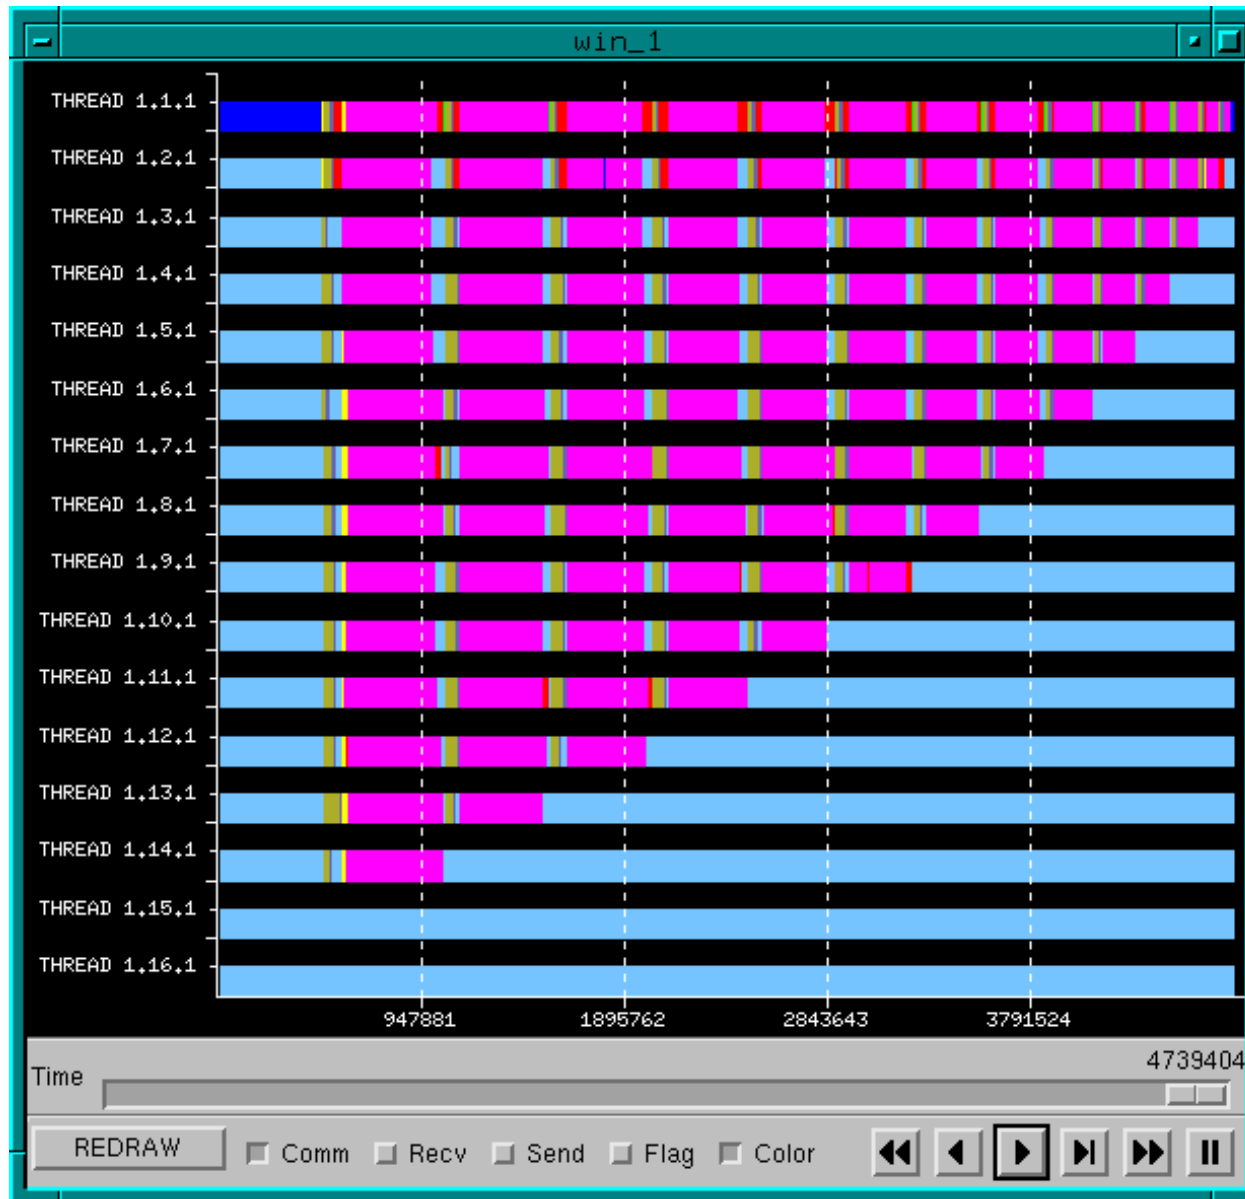 win_1
THREAD 1.1.1
THREAD 1.2.1
THREAD 1.3.1
THREAD 1.4.1
THREAD 1.5.1
THREAD 1.6.1
THREAD 1.7.1
THREAD 1.8.1
THREAD 1.9.1
THREAD 1.10.1
THREAD 1.11.1
THREAD 1.12.1
THREAD 1.13.1
THREAD 1.14.1
THREAD 1.15.1
THREAD 1.16.1
947881 1895762 2843643 3791524
4739404
Time
REDRAW Comm Recv Send Flag Color